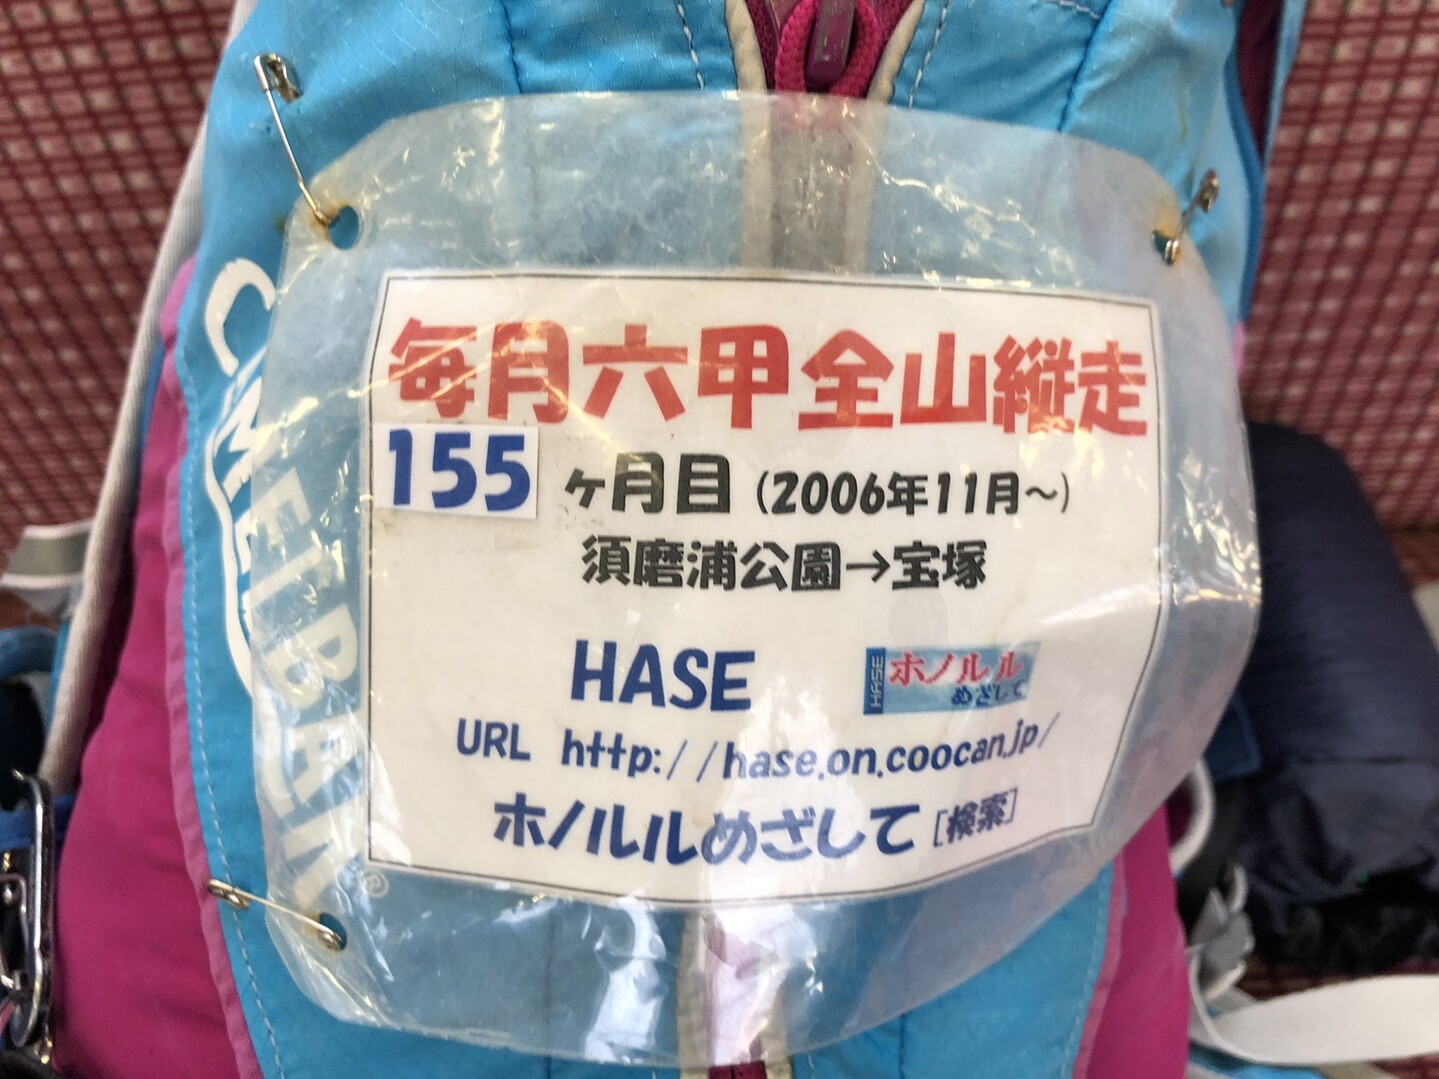 毎月六甲全山縦走
155 ヶ月目 (2006年11月~)
須磨浦公園→宝塚
HASE
HASE ホノルル
めざして
URL http://hase.on.coocan.jp/
ホノルルめざして [検索]
CAMELBAK®